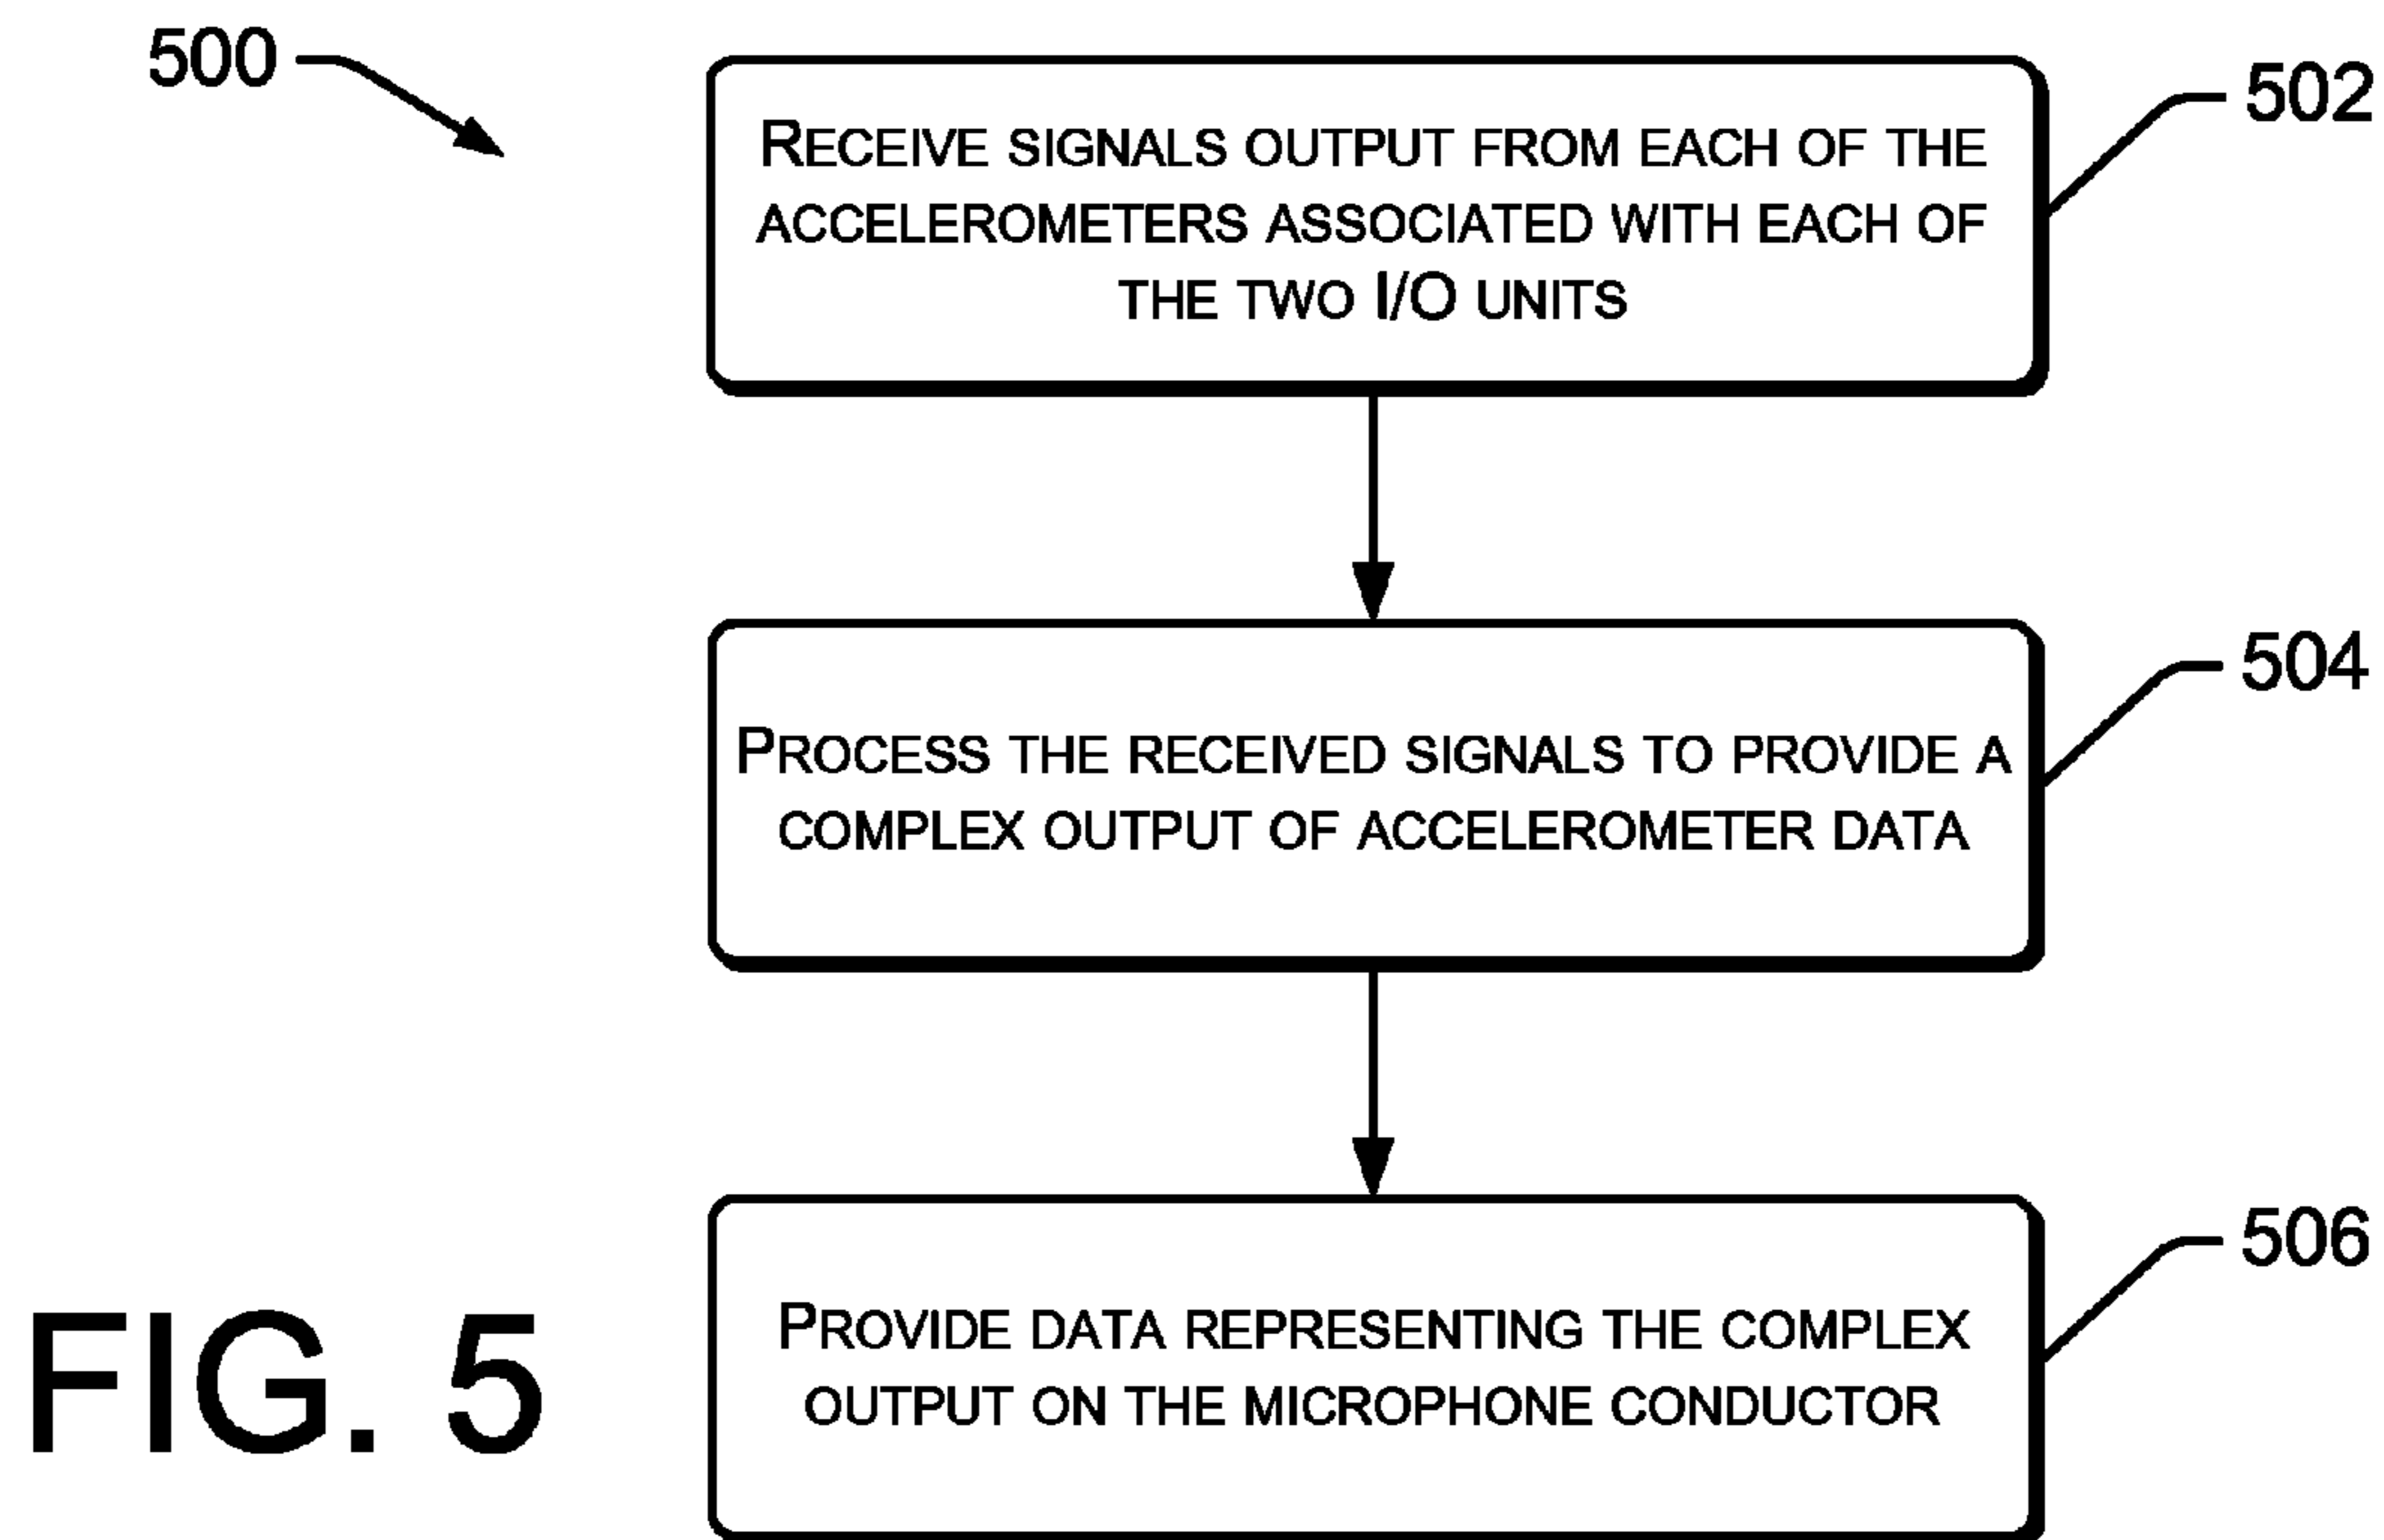 500
502
RECEIVE SIGNALS OUTPUT FROM EACH OF THE
ACCELEROMETERS ASSOCIATED WITH EACH OF
THE TWO I/O UNITS
504
PROCESS THE RECEIVED SIGNALS TO PROVIDE A
COMPLEX OUTPUT OF ACCELEROMETER DATA
506
PROVIDE DATA REPRESENTING THE COMPLEX
OUTPUT ON THE MICROPHONE CONDUCTOR
FIG. 5